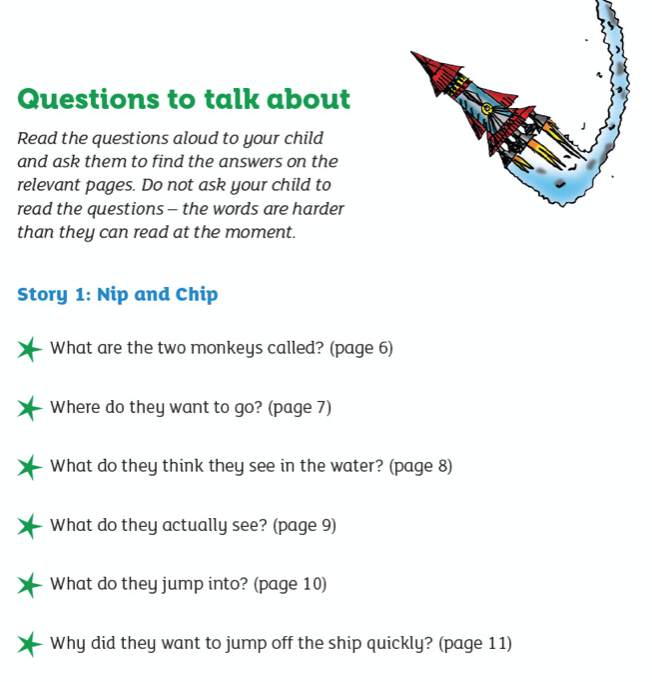 Questions to talk about
Read the questions aloud to your child
and ask them to find the answers on the
relevant pages. Do not ask your child to
read the questions – the words are harder
than they can read at the moment.
Story 1: Nip and Chip
What are the two monkeys called? (page 6)
Where do they want to go? (page 7)
What do they think they see in the water? (page 8)
What do they actually see? (page 9)
What do they jump into? (page 10)
Why did they want to jump off the ship quickly? (page 11)